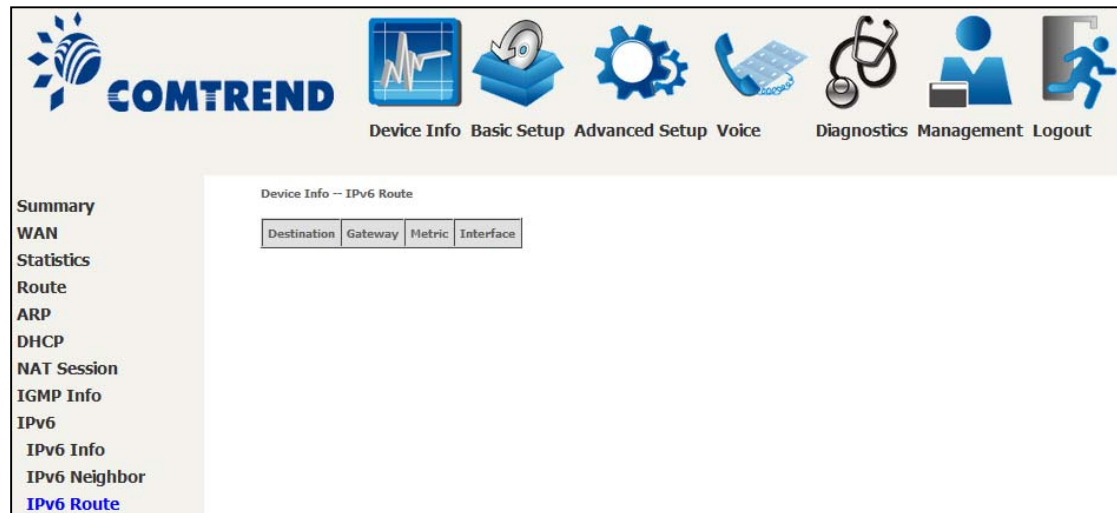 COMTREND
Device Info Basic Setup Advanced Setup Voice Diagnostics Management Logout
Summary
WAN
Statistics
Route
ARP
DHCP
NAT Session
IGMP Info
IPv6
IPv6 Info
IPv6 Neighbor
IPv6 Route
Device Info -- IPv6 Route
Destination Gateway Metric Interface